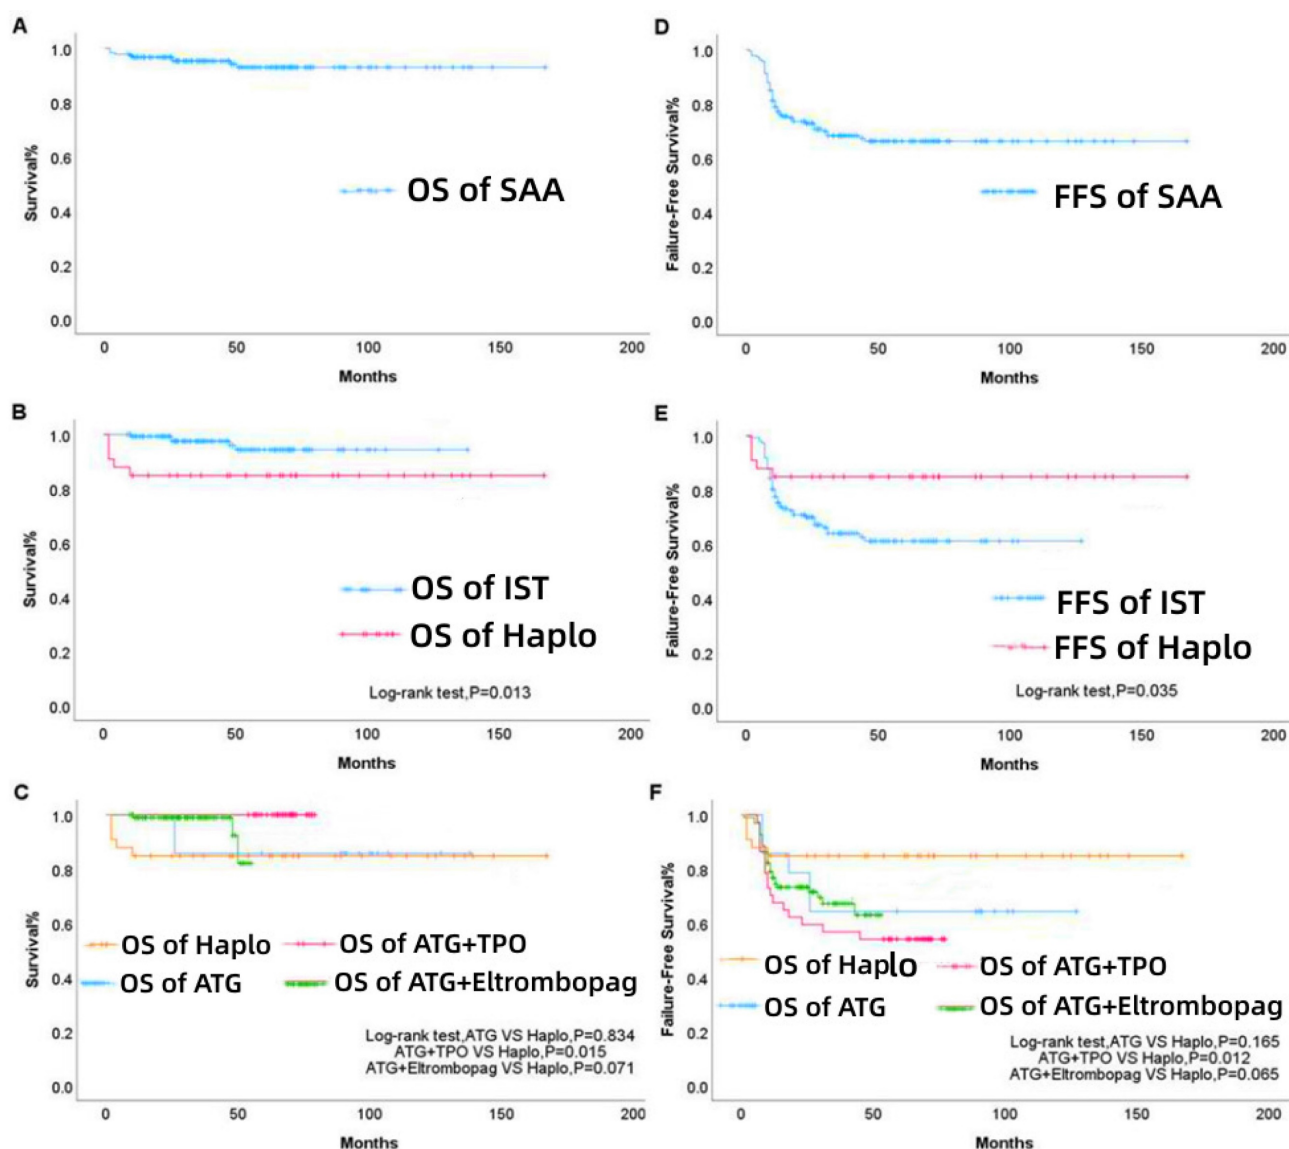 A
Survival%
1.0
0.8
0.6
0.4
0.2
0.0
OS of SAA
0 50 100 150 200
Months
D
Failure-Free Survival%
1.0
0.8
0.6
0.4
0.2
0.0
FFS of SAA
0 50 100 150 200
Months
B
Survival%
1.0
0.8
0.6
0.4
0.2
0.0
OS of IST
OS of Haplo
Log-rank test,P=0.013
0 50 100 150 200
Months
E
Failure-Free Survival%
1.0
0.8
0.6
0.4
0.2
0.0
FFS of IST
FFS of Haplo
Log-rank test,P=0.035
0 50 100 150 200
Months
C
Survival%
1.0
0.8
0.6
0.4
0.2
0.0
OS of Haplo OS of ATG+TPO
OS of ATG OS of ATG+Eltrombopag
Log-rank test,ATG VS Haplo,P=0.834
ATG+TPO VS Haplo,P=0.015
ATG+Eltrombopag VS Haplo,P=0.071
0 50 100 150 200
Months
F
Failure-Free Survival%
1.0
0.8
0.6
0.4
0.2
0.0
OS of Haplo OS of ATG+TPO
OS of ATG OS of ATG+Eltrombopag
Log-rank test,ATG VS Haplo,P=0.165
ATG+TPO VS Haplo,P=0.012
ATG+Eltrombopag VS Haplo,P=0.065
0 50 100 150 200
Months